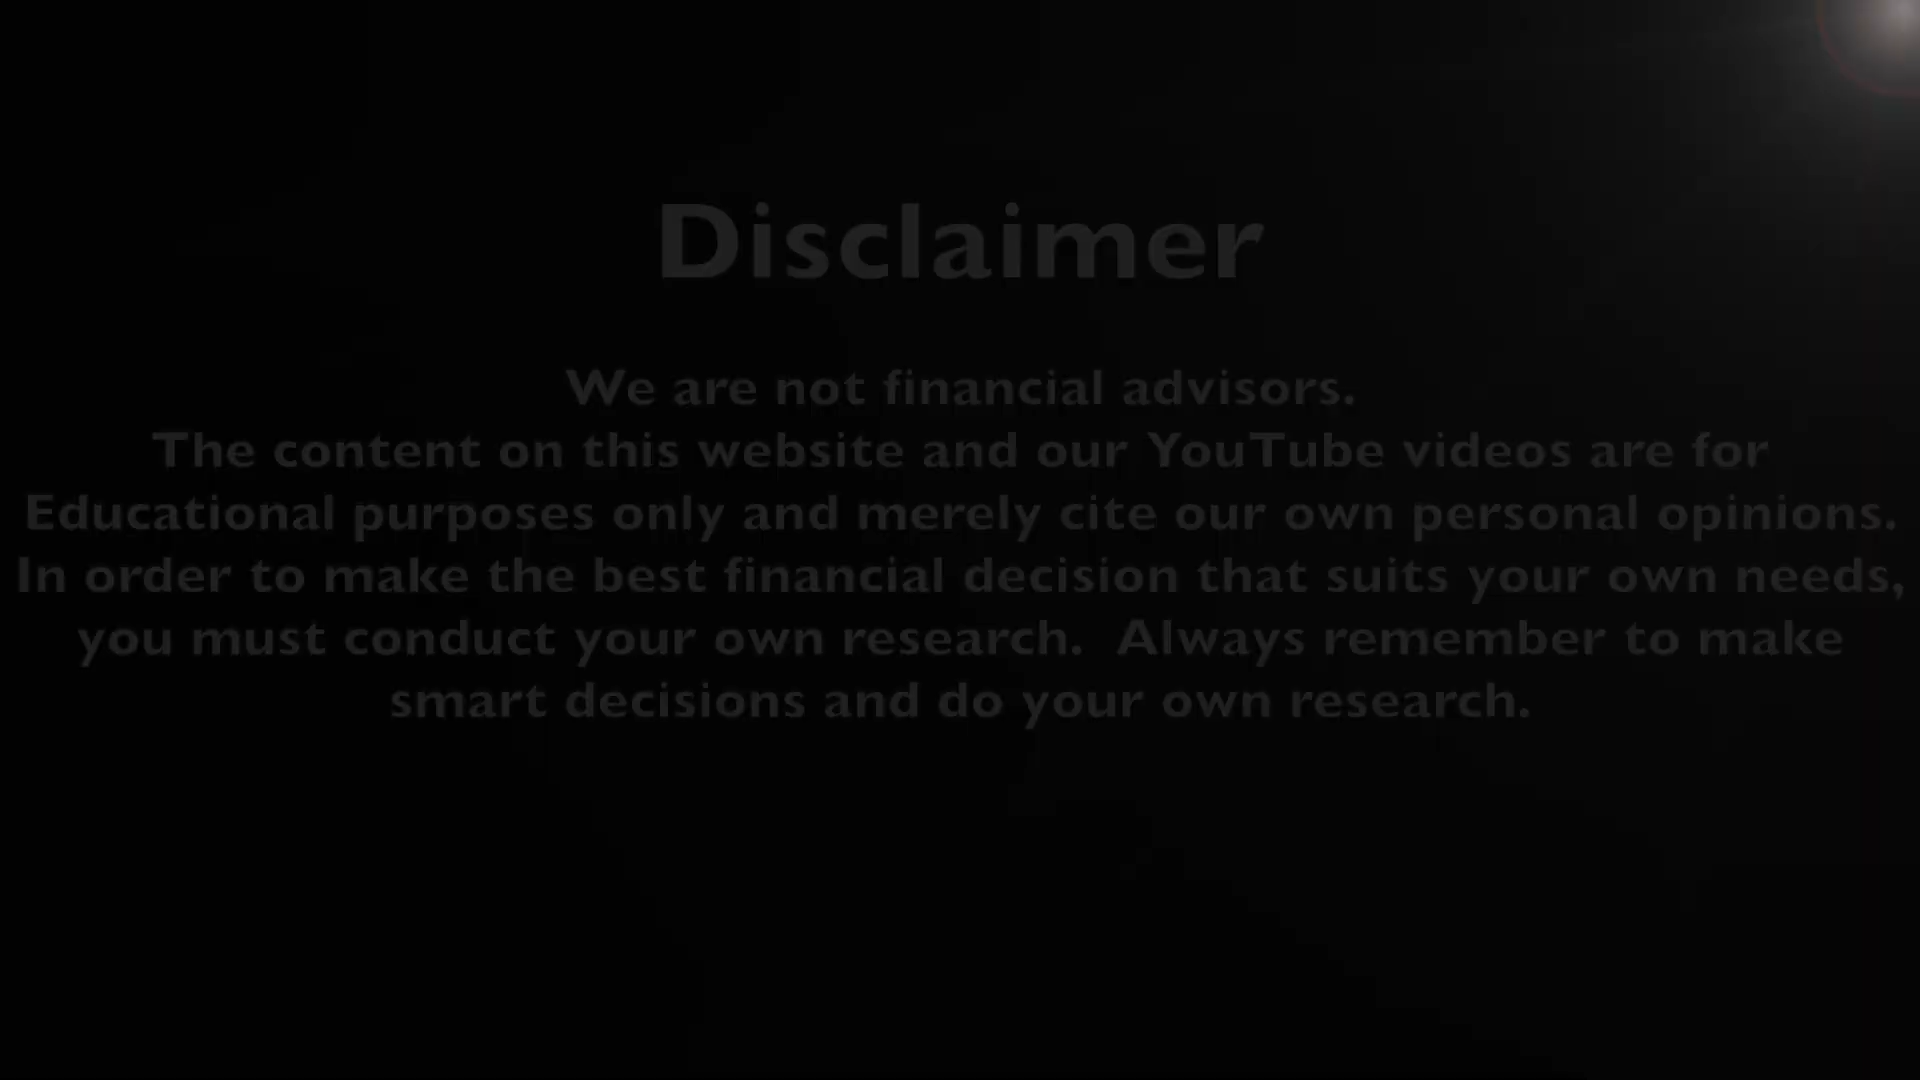 Disclaimer
We are not financial advisors.
The content on this website and our YouTube videos are for
Educational purposes only and merely cite our own personal opinions.
In order to make the best financial decision that suits your own needs,
you must conduct your own research.  Always remember to make
smart decisions and do your own research.